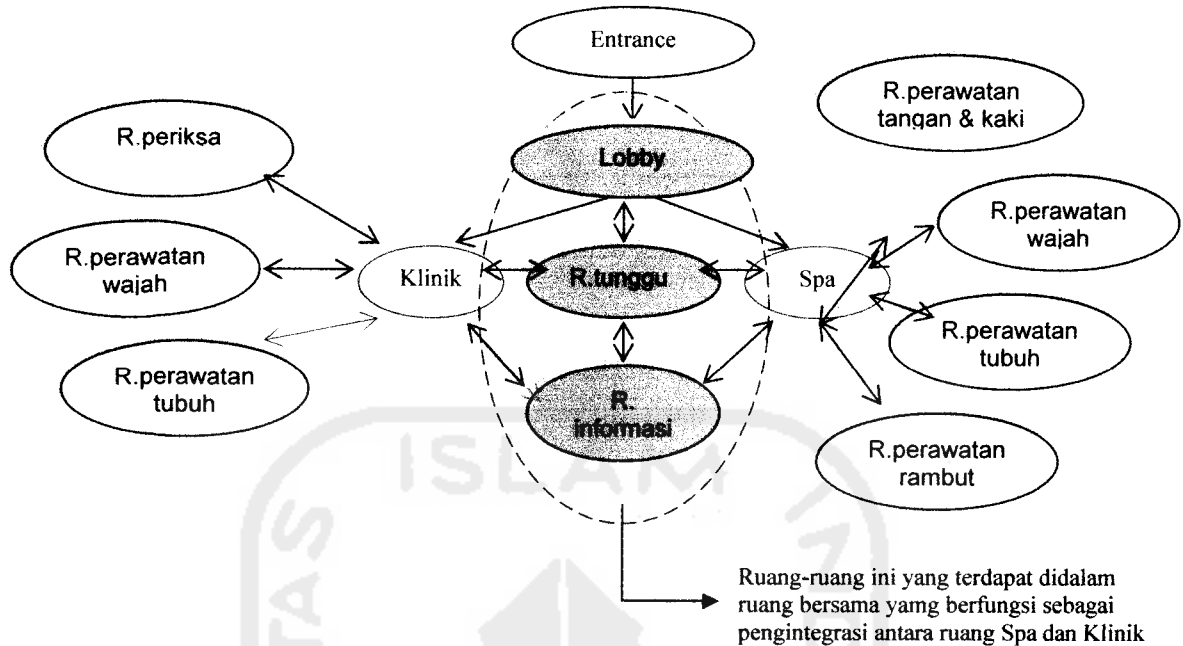 Entrance
R.perawatan
tangan & kaki
R.periksa
Lobby
R.perawatan
wajah
R.perawatan
wajah
Klinik
R.tunggu
Spa
R.perawatan
tubuh
R.perawatan
tubuh
R.
informasi
R.perawatan
rambut
ISLAM
Ruang-ruang ini yang terdapat didalam
ruang bersama yamg berfungsi sebagai
pengintegrasi antara ruang Spa dan Klinik